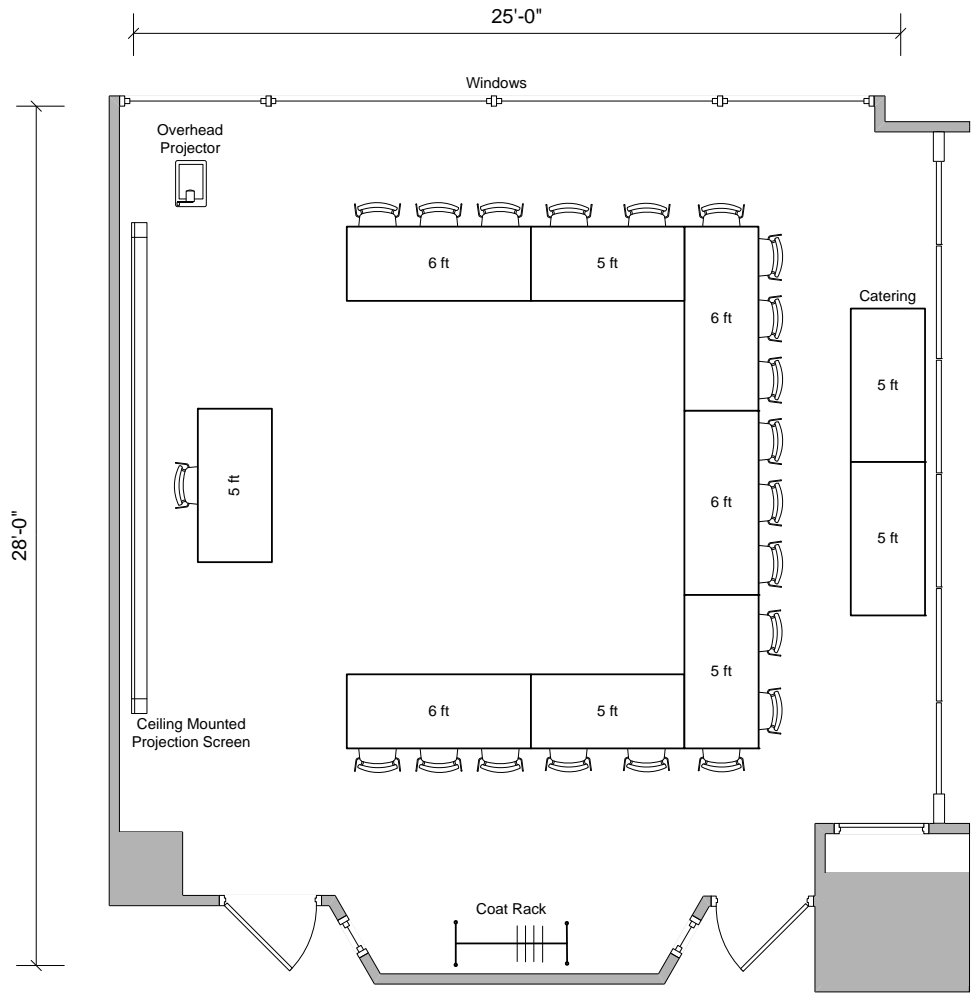 25'-0"
Windows
Overhead
Projector
6 ft
5 ft
6 ft
Catering
5 ft
5 ft
6 ft
28'-0"
5 ft
5 ft
6 ft
5 ft
Ceiling Mounted
Projection Screen
Coat Rack